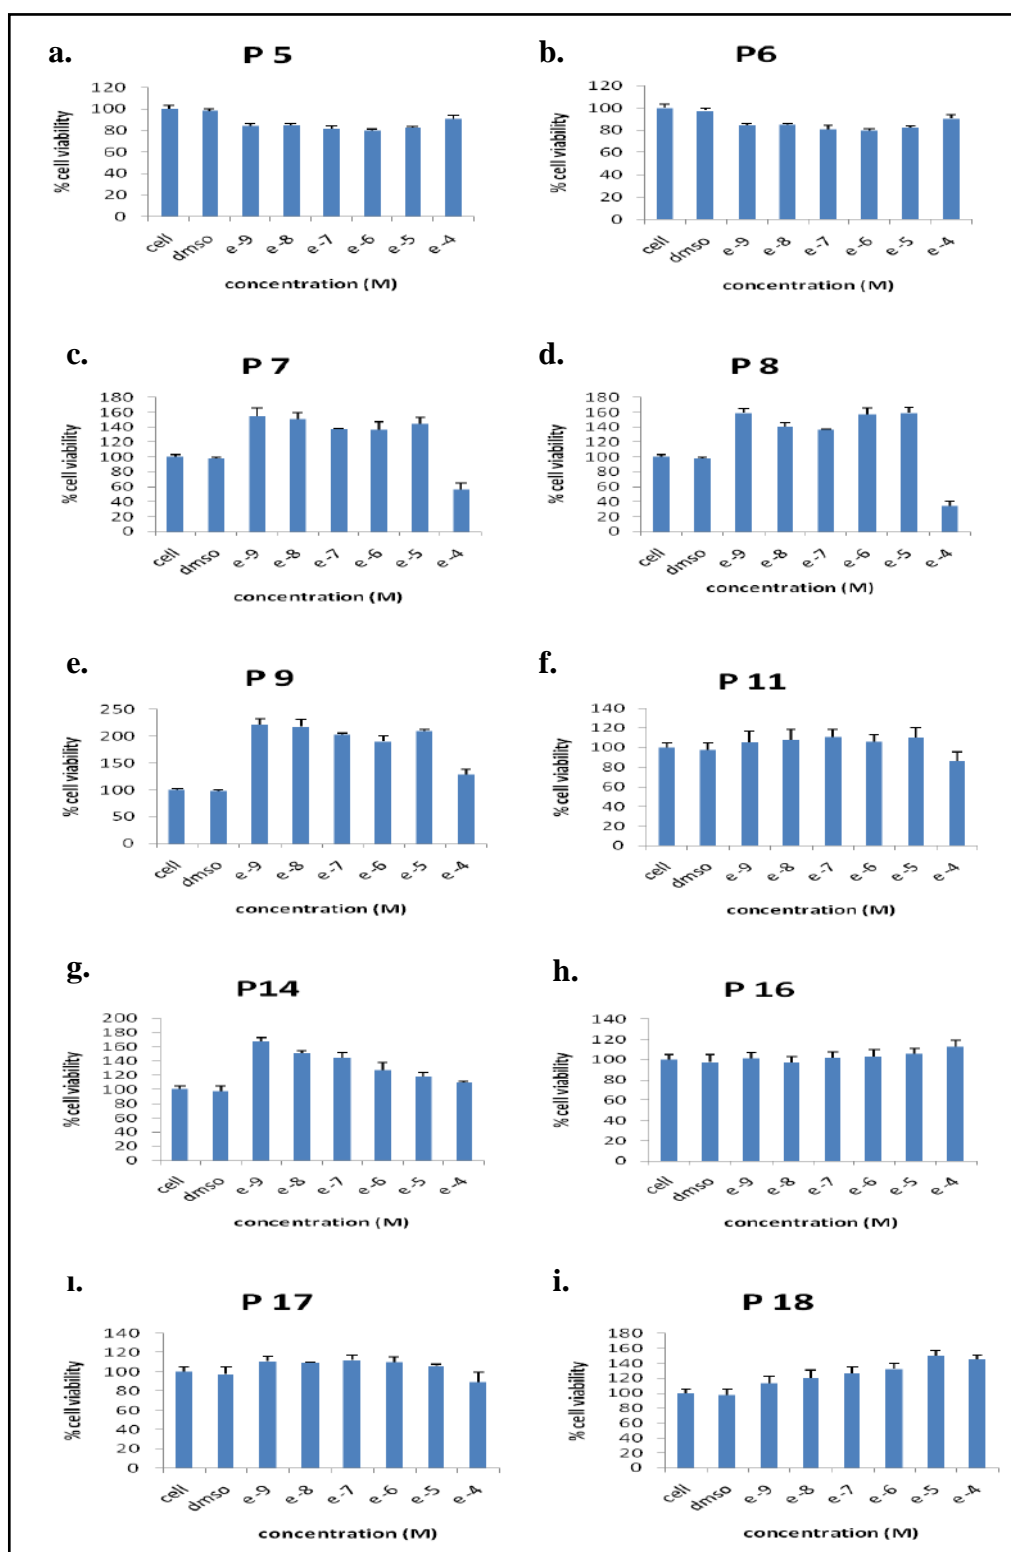 a.
P 5
120
100
80
60
40
20
0
% cell viability
cell
dmso
e-9
e-8
e-7
e-6
e-5
e-4
concentration (M)
b.
P6
120
100
80
60
40
20
0
% cell viability
cell
dmso
e-9
e-8
e-7
e-6
e-5
e-4
concentration (M)
c.
P 7
180
160
140
120
100
80
60
40
20
0
% cell viability
cell
dmso
e-9
e-8
e-7
e-6
e-5
e-4
concentration (M)
d.
P 8
180
160
140
120
100
80
60
40
20
0
% cell viability
cell
dmso
e-9
e-8
e-7
e-6
e-5
e-4
concentration (M)
e.
P 9
250
200
150
100
50
0
% cell viability
cell
dmso
e-9
e-8
e-7
e-6
e-5
e-4
concentration (M)
f.
P 11
140
120
100
80
60
40
20
0
% cell viability
cell
dmso
e-9
e-8
e-7
e-6
e-5
e-4
concentration (M)
g.
P14
200
180
160
140
120
100
80
60
40
20
0
% cell viability
cell
dmso
e-9
e-8
e-7
e-6
e-5
e-4
concentration (M)
h.
P 16
140
120
100
80
60
40
20
0
% cell viability
cell
dmso
e-9
e-8
e-7
e-6
e-5
e-4
concentration (M)
ı.
P 17
140
120
100
80
60
40
20
0
% cell viability
cell
dmso
e-9
e-8
e-7
e-6
e-5
e-4
concentration (M)
i.
P 18
180
160
140
120
100
80
60
40
20
0
% cell viability
cell
dmso
e-9
e-8
e-7
e-6
e-5
e-4
concentration (M)